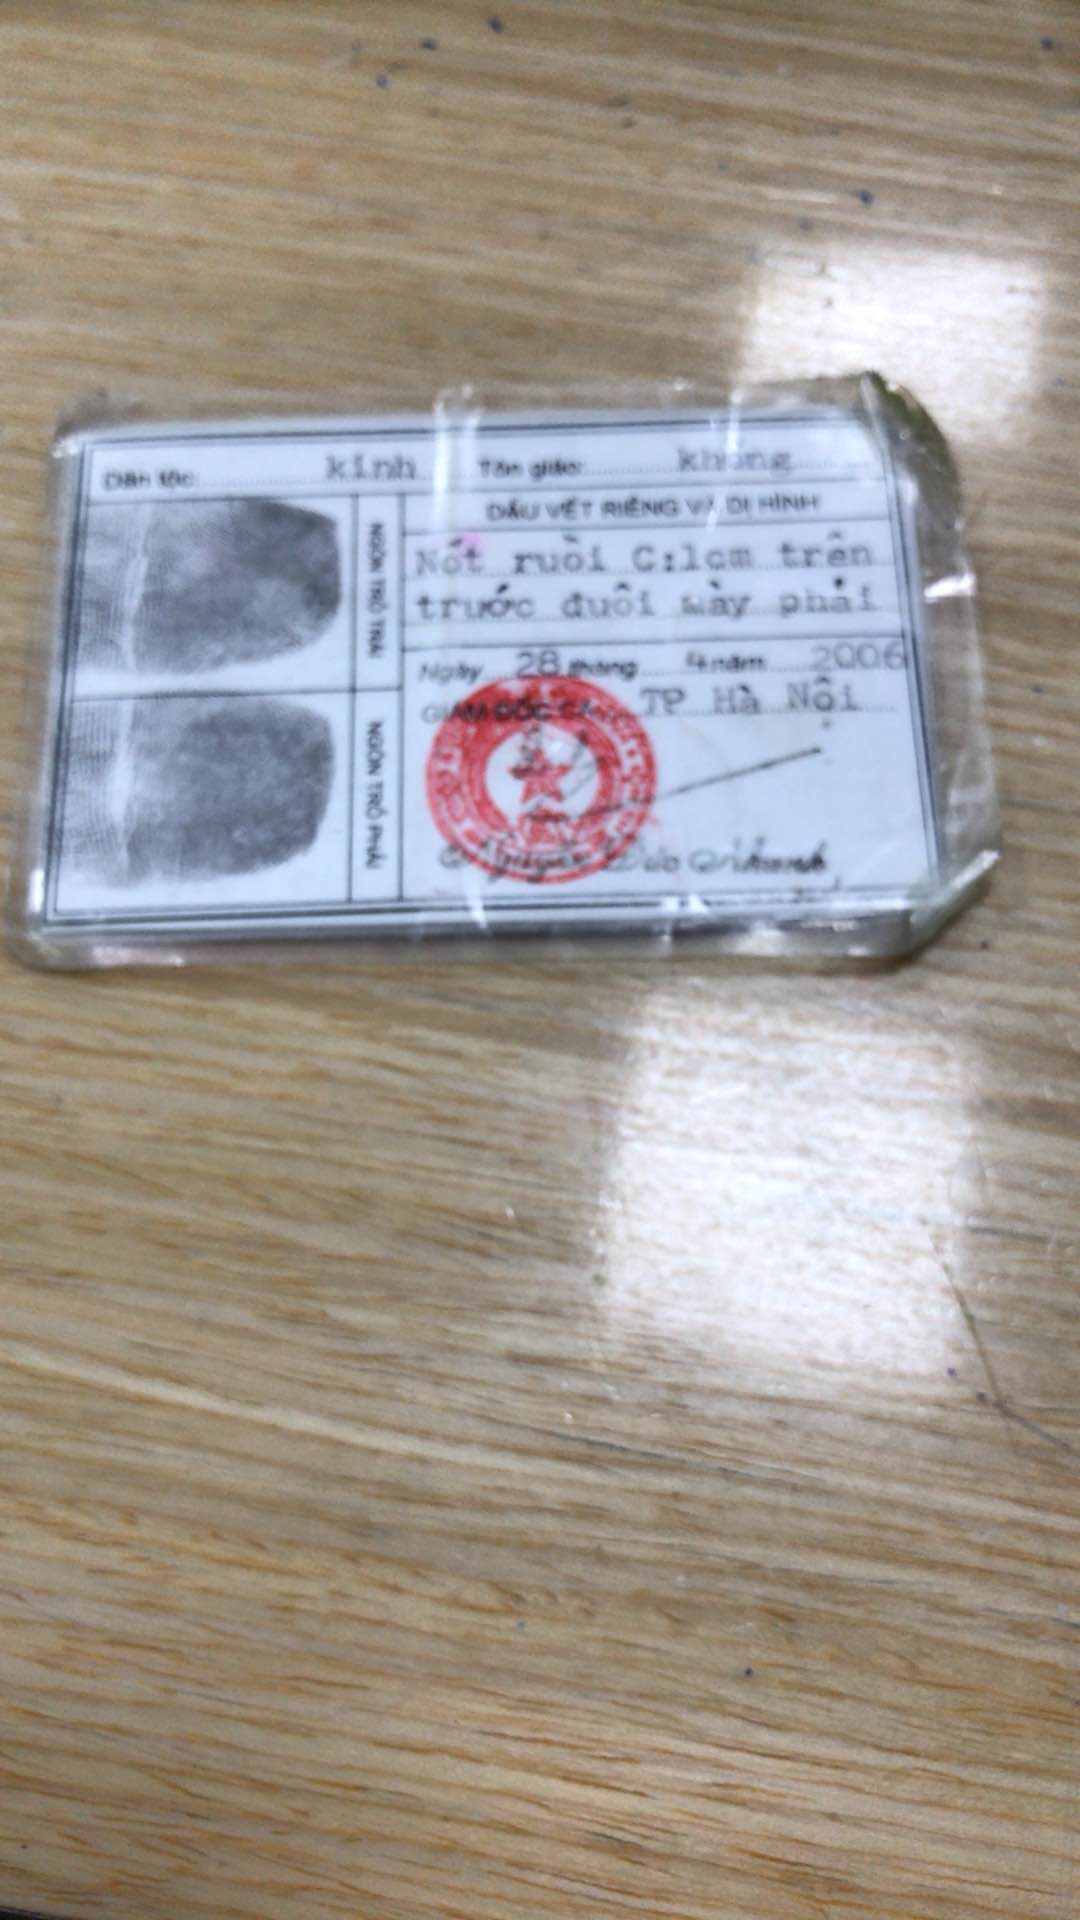 Dân tộc: kinh Tôn giáo: không
DẤU VẾT RIÊNG VÀ DỊ HÌNH
Nốt ruồi C:1cm trên
trước đuôi mày phải
NGÓN TRỎ TRÁI
Ngày 28 tháng 4 năm 2006
GIÁM ĐỐC CA TP Hà Nội
NGÓN TRỎ PHẢI
Nguyễn Đức